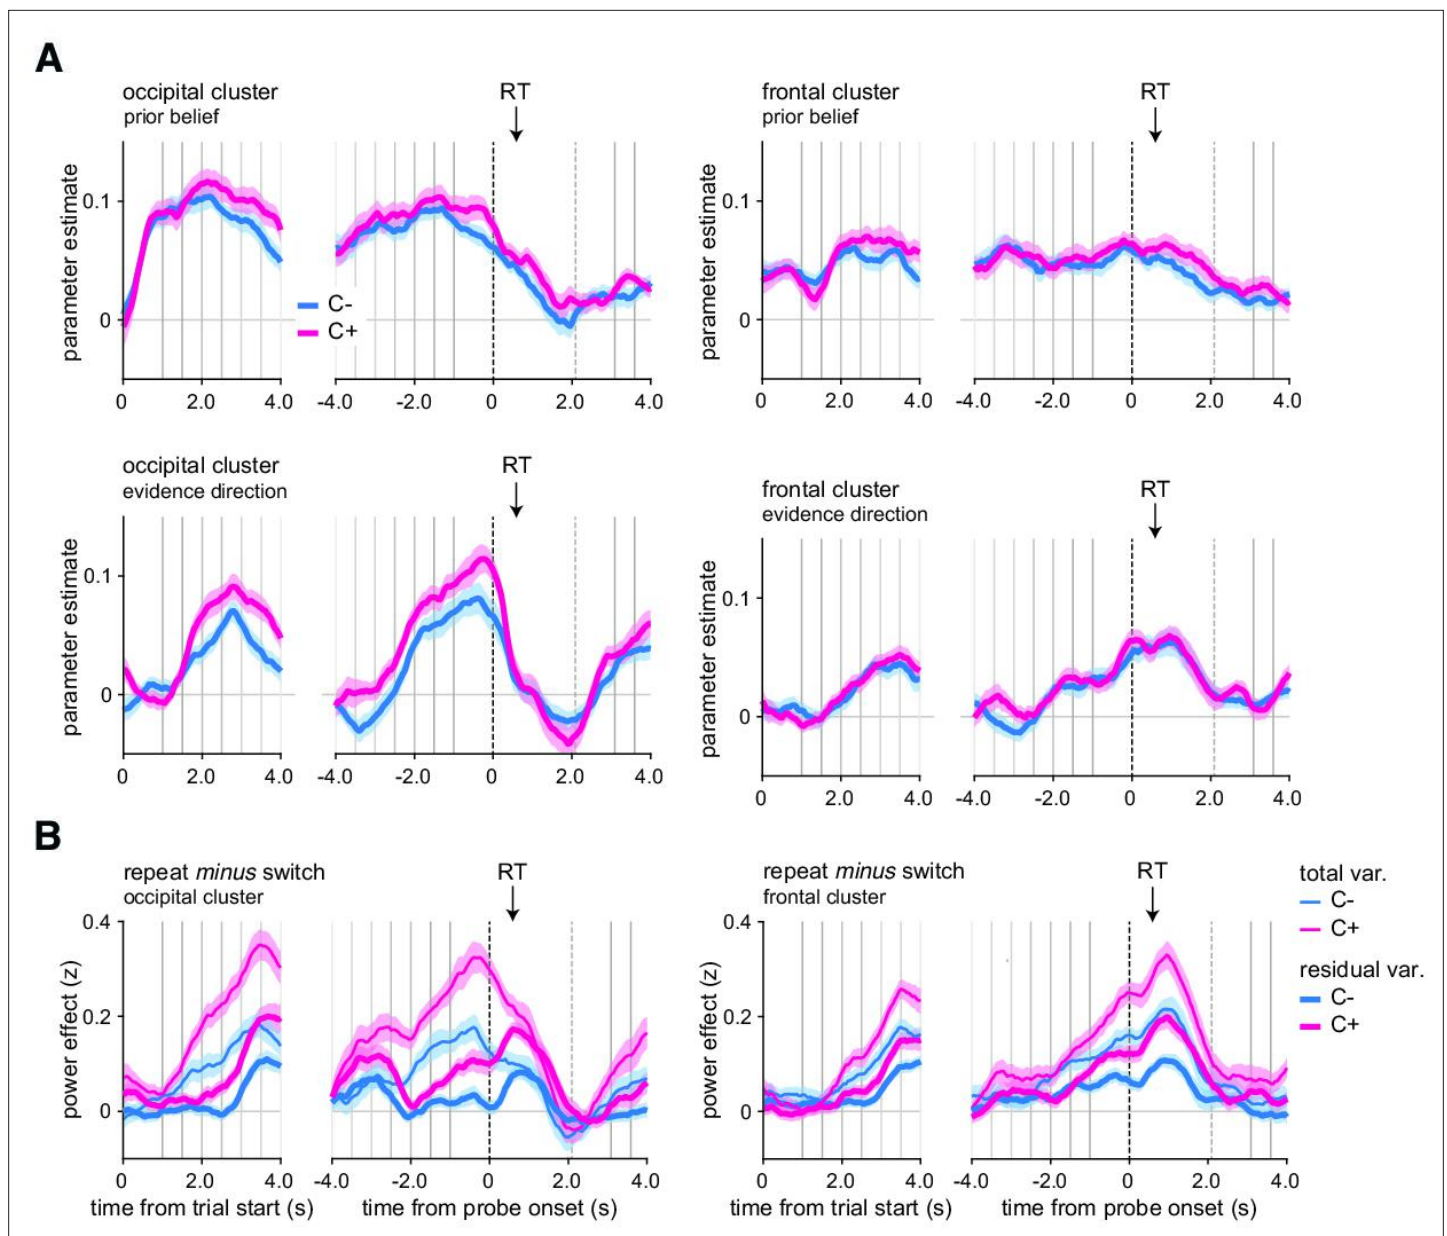 A
occipital cluster
prior belief
RT
frontal cluster
prior belief
RT
parameter estimate
0.1
0
C-
C+
0 2.0 4.0
-4.0 -2.0 0 2.0 4.0
parameter estimate
0.1
0
0 2.0 4.0
-4.0 -2.0 0 2.0 4.0
occipital cluster
evidence direction
RT
frontal cluster
evidence direction
RT
parameter estimate
0.1
0
0 2.0 4.0
-4.0 -2.0 0 2.0 4.0
parameter estimate
0.1
0
0 2.0 4.0
-4.0 -2.0 0 2.0 4.0
B
repeat minus switch
occipital cluster
RT
repeat minus switch
frontal cluster
RT
total var.
C-
C+
residual var.
C-
C+
power effect (z)
0.4
0.2
0
0 2.0 4.0
time from trial start (s)
-4.0 -2.0 0 2.0 4.0
time from probe onset (s)
power effect (z)
0.4
0.2
0
0 2.0 4.0
time from trial start (s)
-4.0 -2.0 0 2.0 4.0
time from probe onset (s)